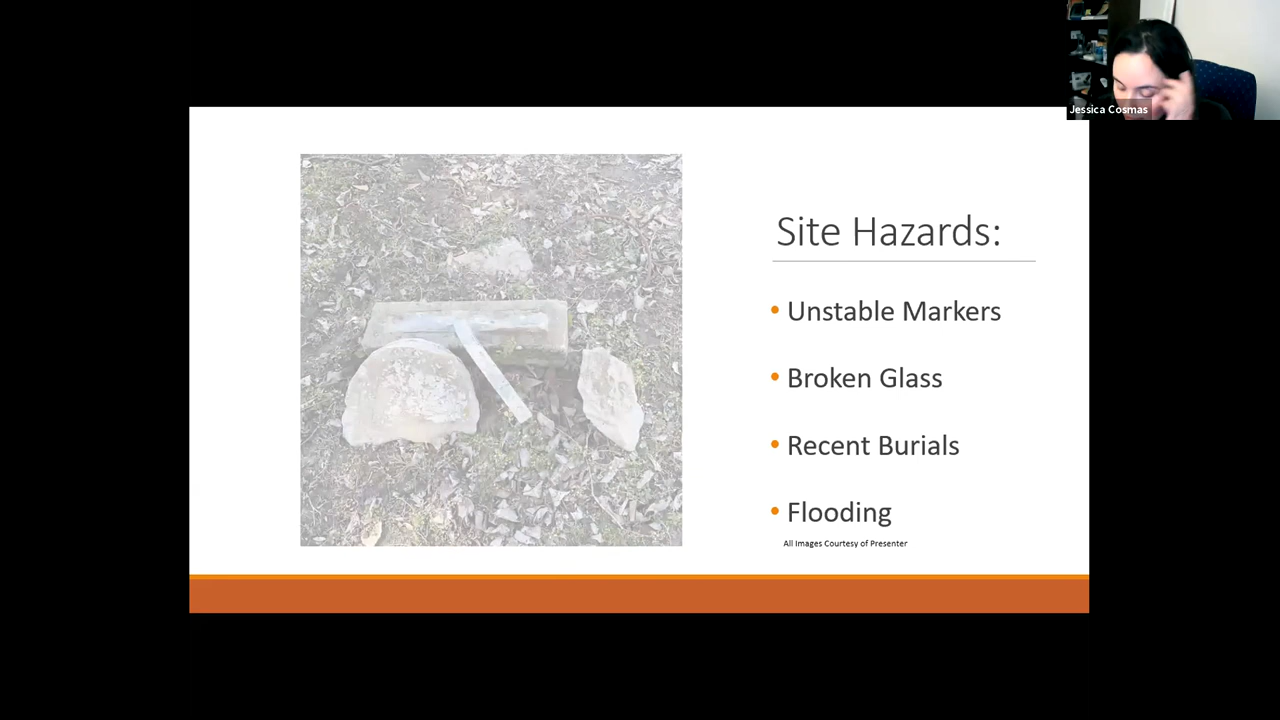 Jessica Cosmas
Site Hazards:
• Unstable Markers
• Broken Glass
• Recent Burials
• Flooding
All Images Courtesy of Presenter